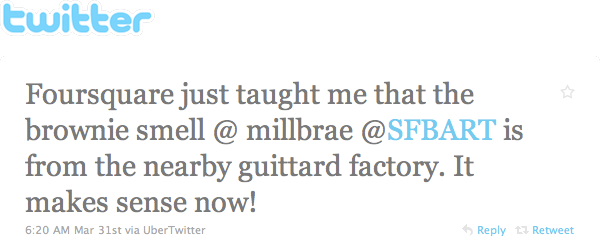 twitter
Foursquare just taught me that the
brownie smell @ millbrae @SFBART is
from the nearby guittard factory. It
makes sense now!
6:20 AM Mar 31st via UberTwitter Reply Retweet